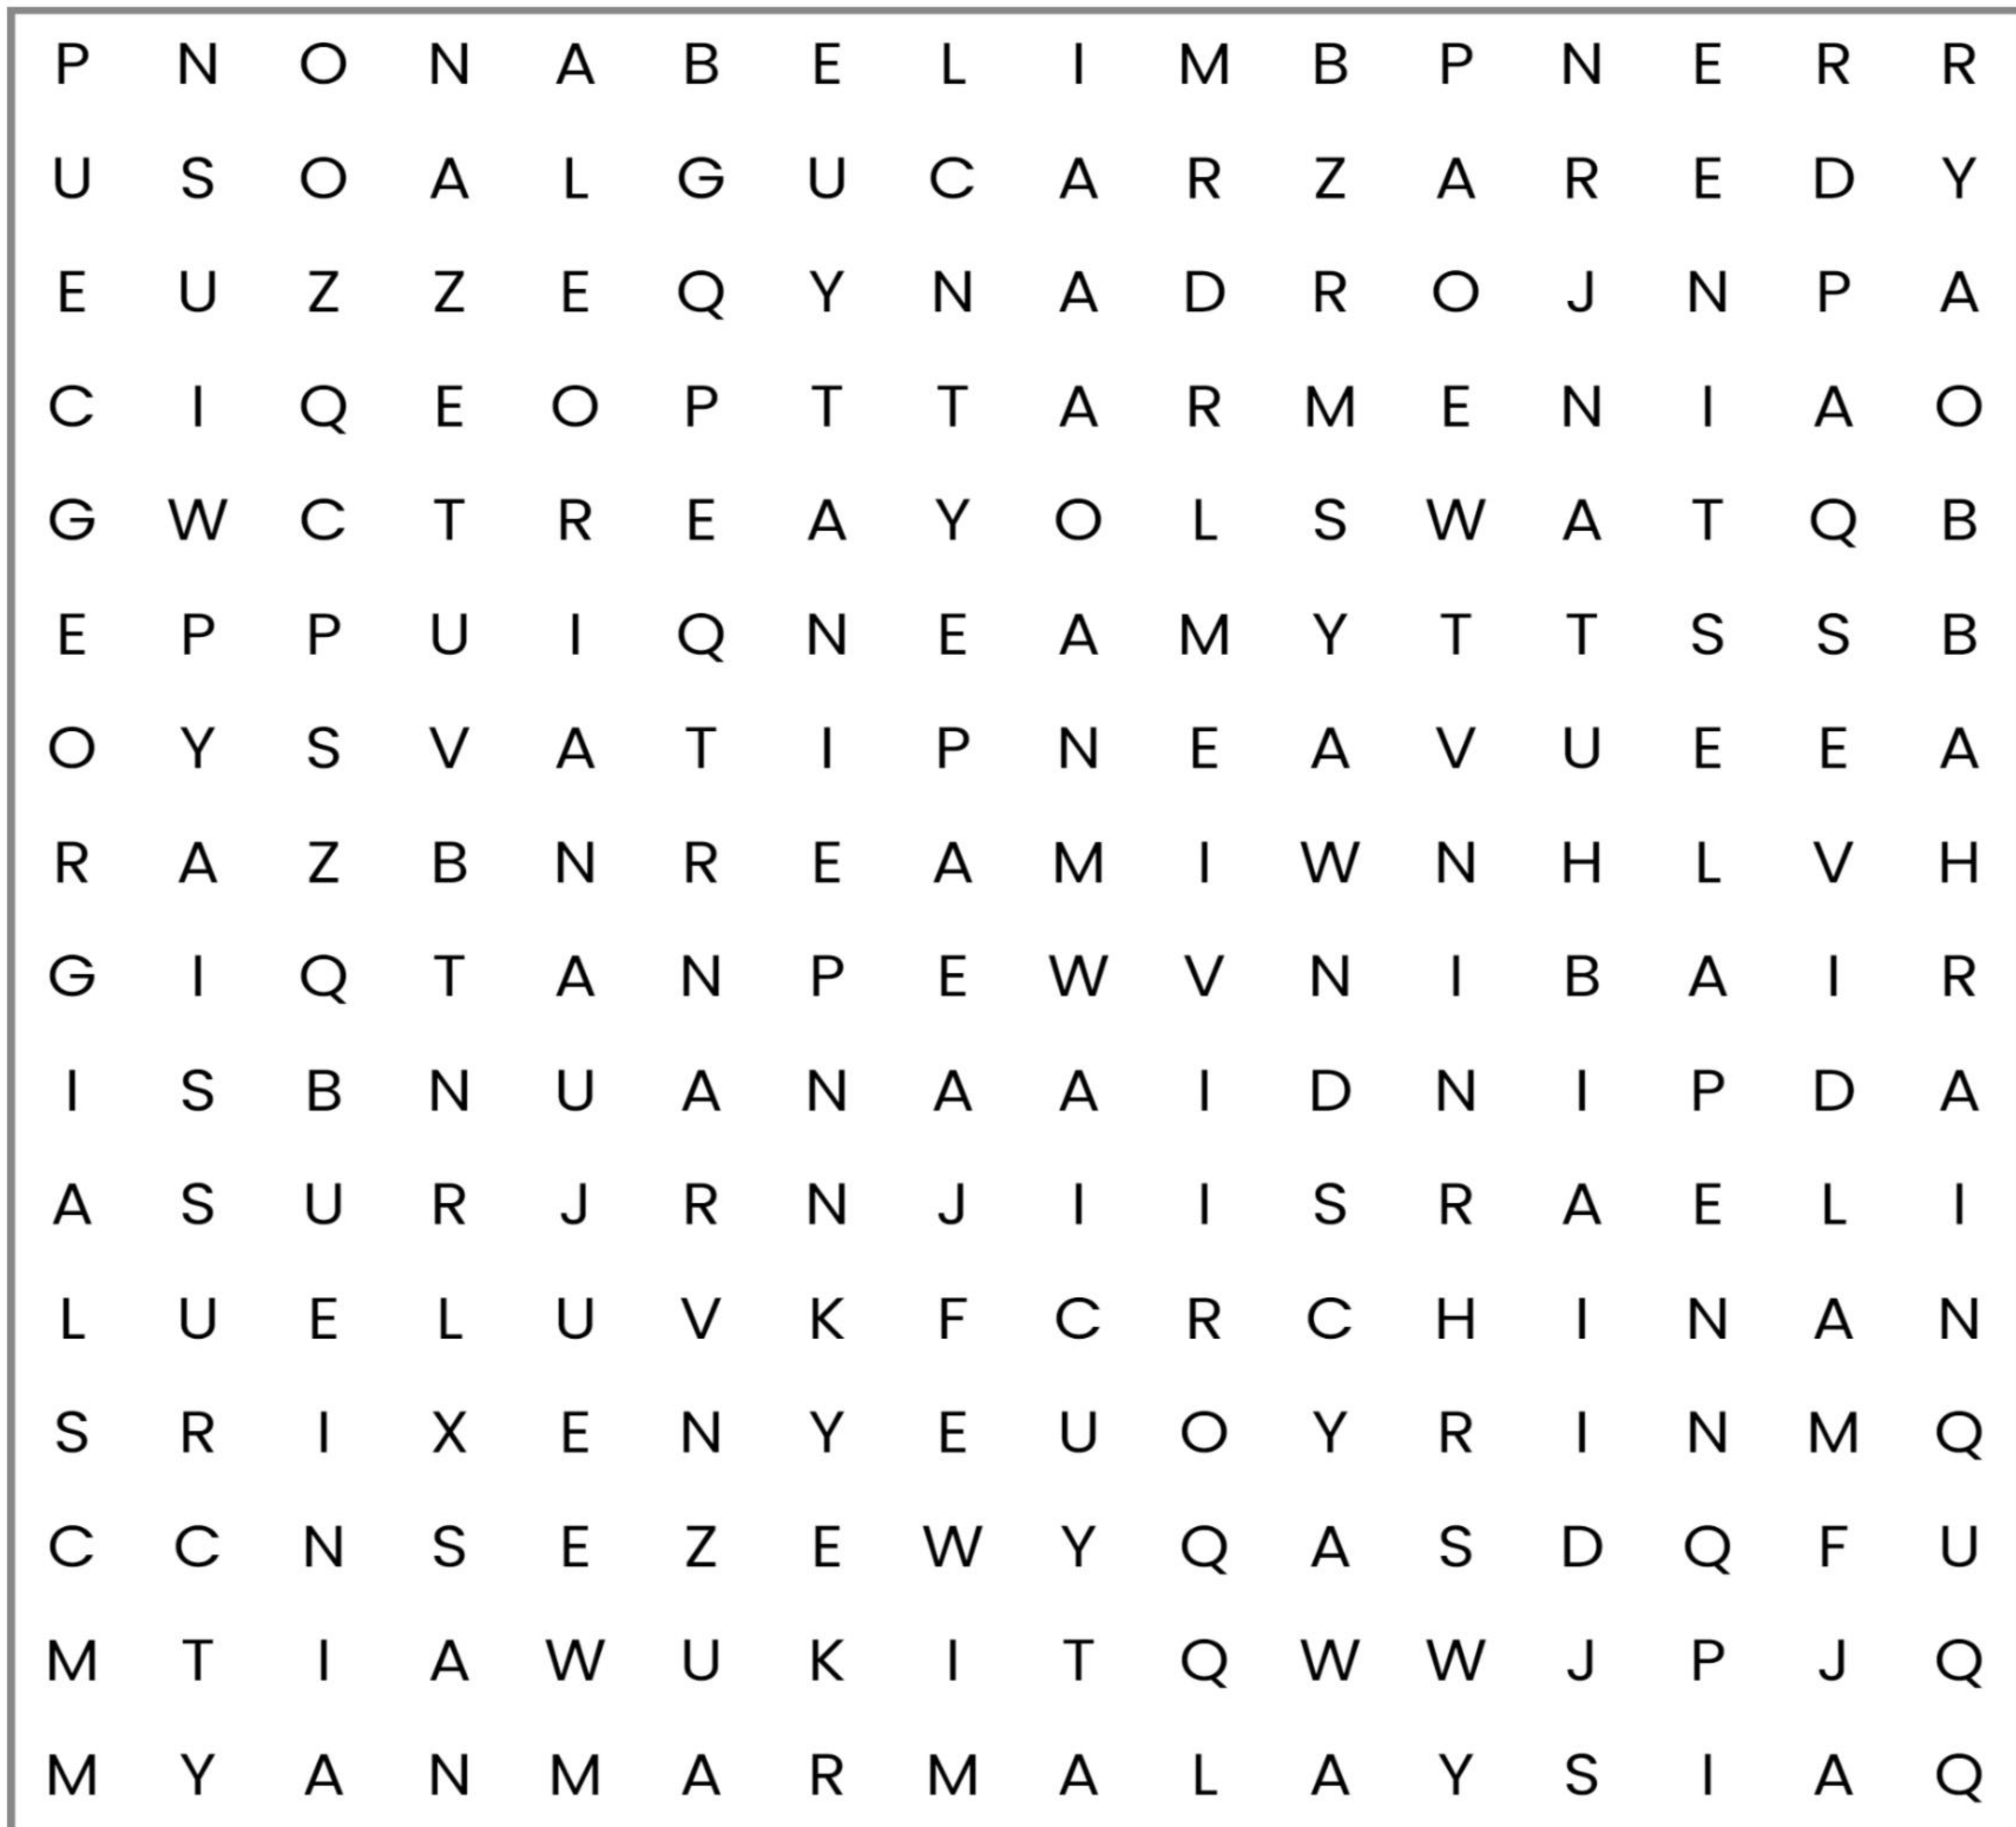 P N O N A B E L I M B P N E R R
U S O A L G U C A R Z A R E D Y
E U Z Z E Q Y N A D R O J N P A
C I Q E O P T T A R M E N I A O
G W C T R E A Y O L S W A T Q B
E P P U I Q N E A M Y T T S S B
O Y S V A T I P N E A V U E E A
R A Z B N R E A M I W N H L V H
G I Q T A N P E W V N I B A I R
I S B N U A N A A I D N I P D A
A S U R J R N J I I S R A E L I
L U E L U V K F C R C H I N A N
S R I X E N Y E U O Y R I N M Q
C C N S E Z E W Y Q A S D Q F U
M T I A W U K I T Q W W J P J Q
M Y A N M A R M A L A Y S I A Q